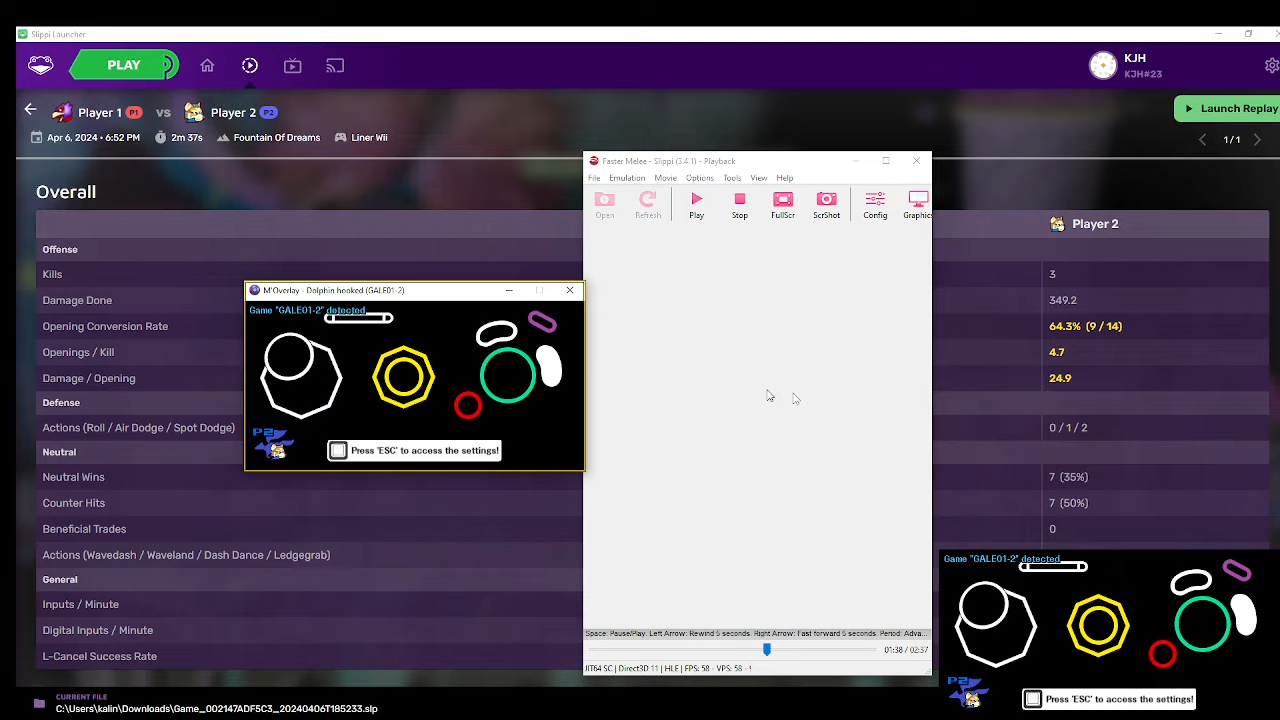 Slippi Launcher
PLAY
KJH
KJH#23
Player 1 P1 VS Player 2 P2
Launch Replay
Apr 6, 2024 • 6:52 PM 2m 37s Fountain Of Dreams Liner Wii
1/1
Overall
Player 2
Offense
Kills 3
Damage Done 349.2
Opening Conversion Rate 64.3% (9 / 14)
Openings / Kill 4.7
Damage / Opening 24.9
Defense
Actions (Roll / Air Dodge / Spot Dodge) 0 / 1 / 2
Neutral
Neutral Wins 7 (35%)
Counter Hits 7 (50%)
Beneficial Trades 0
Actions (Wavedash / Waveland / Dash Dance / Ledgegrab)
General
Inputs / Minute
Digital Inputs / Minute
L-Cancel Success Rate
CURRENT FILE
C:\Users\kalin\Downloads\Game_002147ADF5C3_20240406T185233.slp
Faster Melee - Slippi (3.4.1) - Playback
File Emulation Movie Options Tools View Help
Open Refresh Play Stop FullScr ScrShot Config Graphics
Space: Pause/Play. Left Arrow: Rewind 5 seconds. Right Arrow: Fast forward 5 seconds. Period: Adva...
01:38 / 02:37
JIT64 SC | Direct3D 11 | HLE | FPS: 58 - VPS: 58 -
M'Overlay - Dolphin hooked (GALE01-2)
Game "GALE01-2" detected
P2
Press 'ESC' to access the settings!
Game "GALE01-2" detected
P2
Press 'ESC' to access the settings!